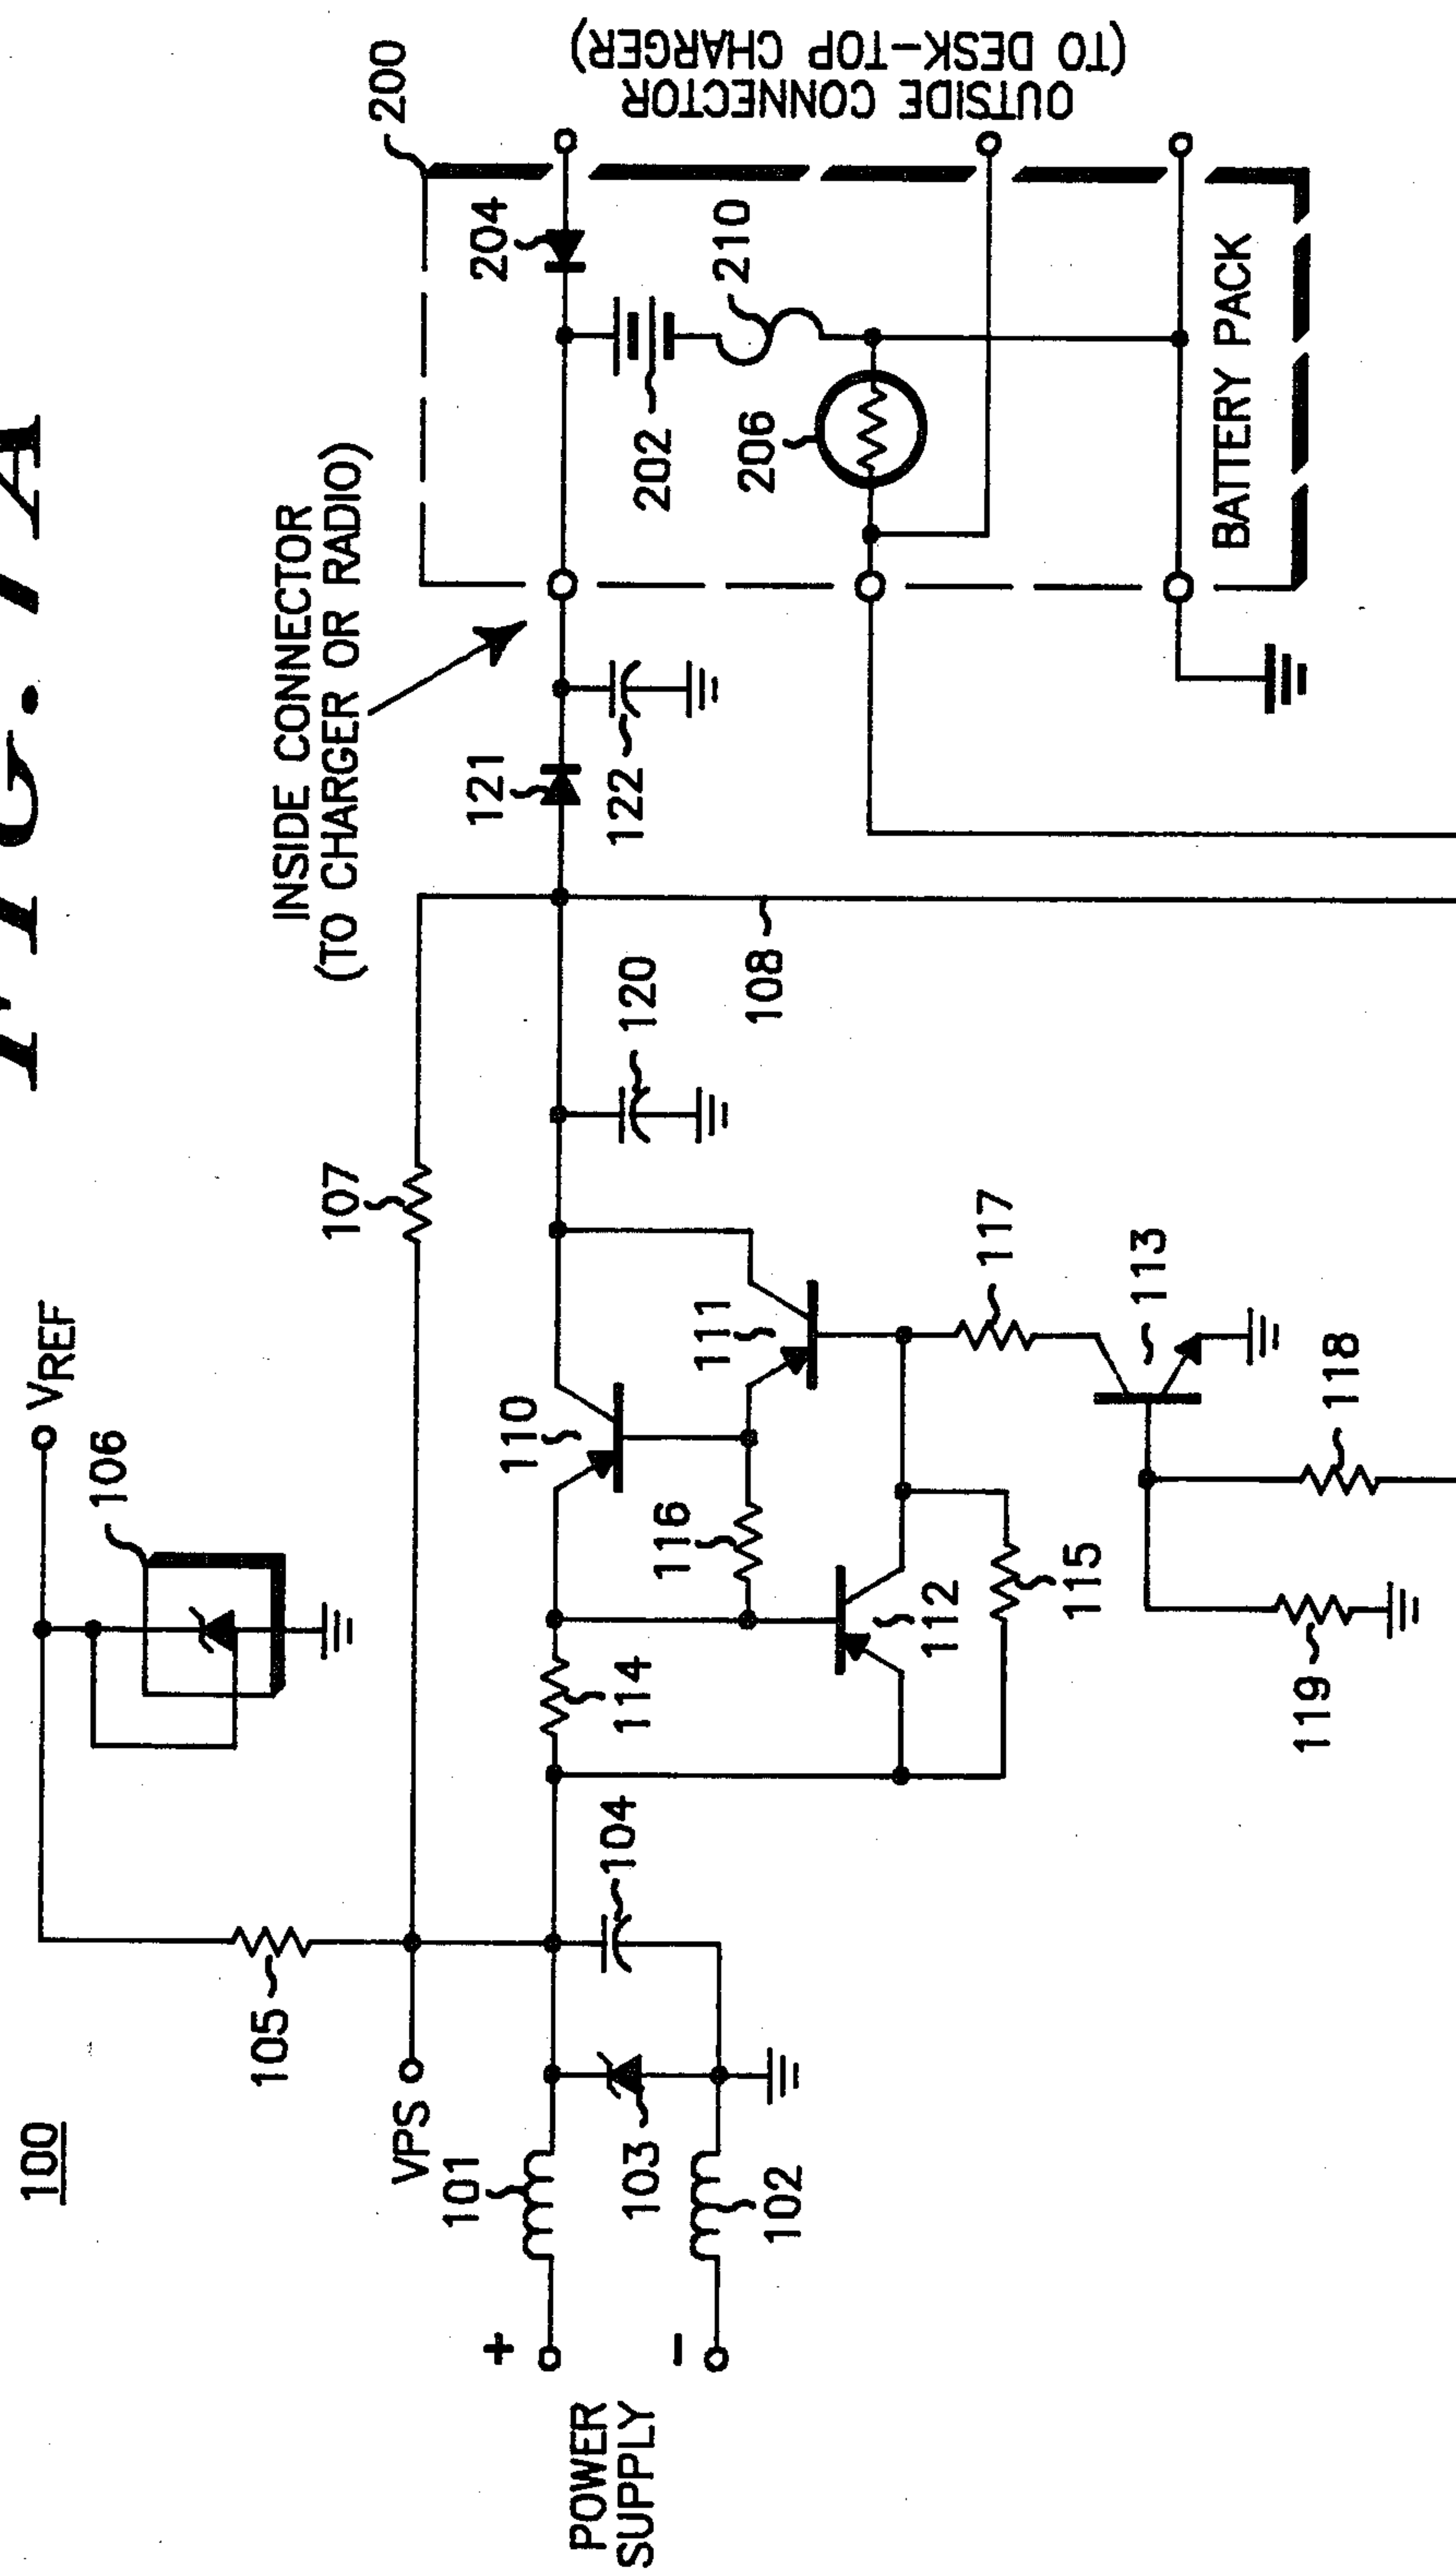 FIG. 1A
100
VREF
106
105
VPS
107
INSIDE CONNECTOR
(TO CHARGER OR RADIO)
200
OUTSIDE CONNECTOR
(TO DESK-TOP CHARGER)
POWER
SUPPLY
+
-
101
102
103
104
114
110
116
111
112
115
117
113
118
119
120
108
121
122
204
202
210
206
BATTERY PACK